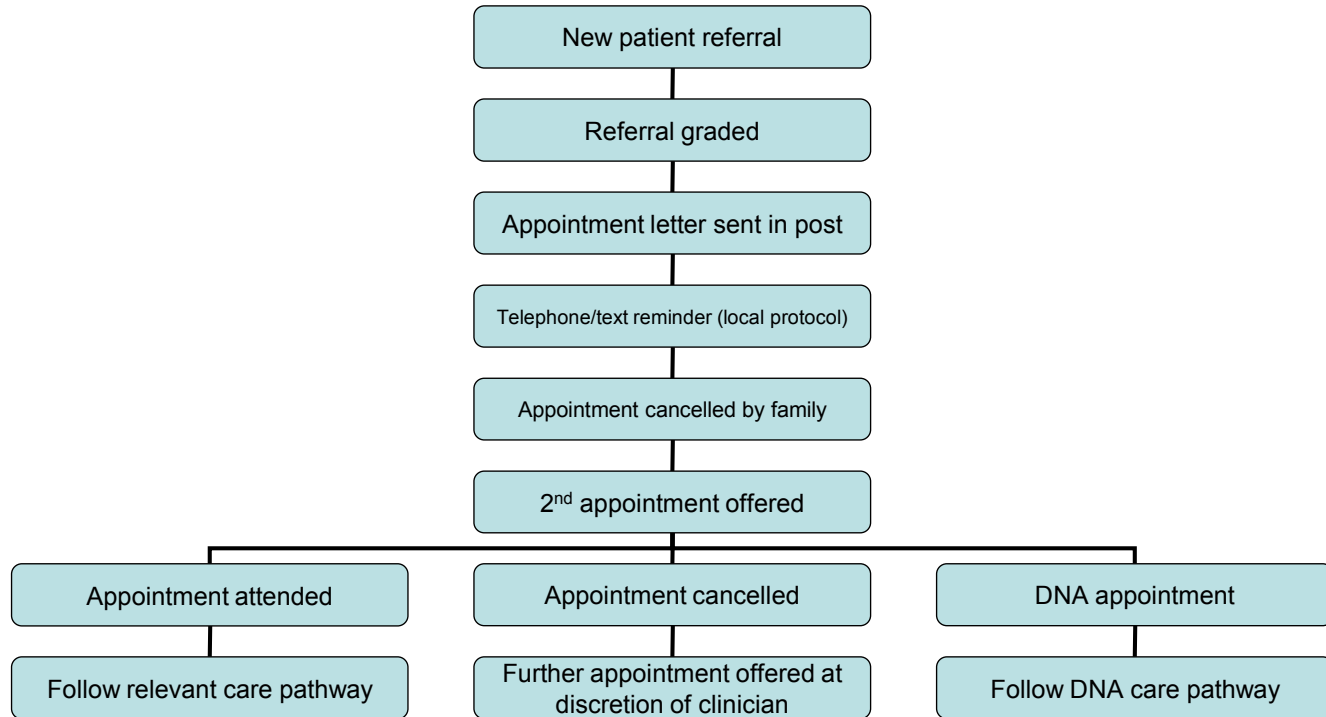 New patient referral
Referral graded
Appointment letter sent in post
Telephone/text reminder (local protocol)
Appointment cancelled by family
2nd appointment offered
Appointment attended
Appointment cancelled
DNA appointment
Follow relevant care pathway
Further appointment offered at
discretion of clinician
Follow DNA care pathway